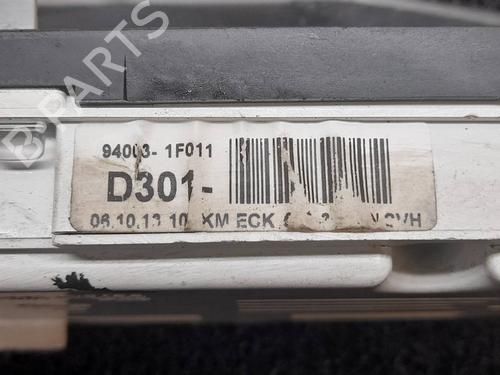 B-PARTS
94003- 1F011
D301-
06.10.13 10 KM ECK